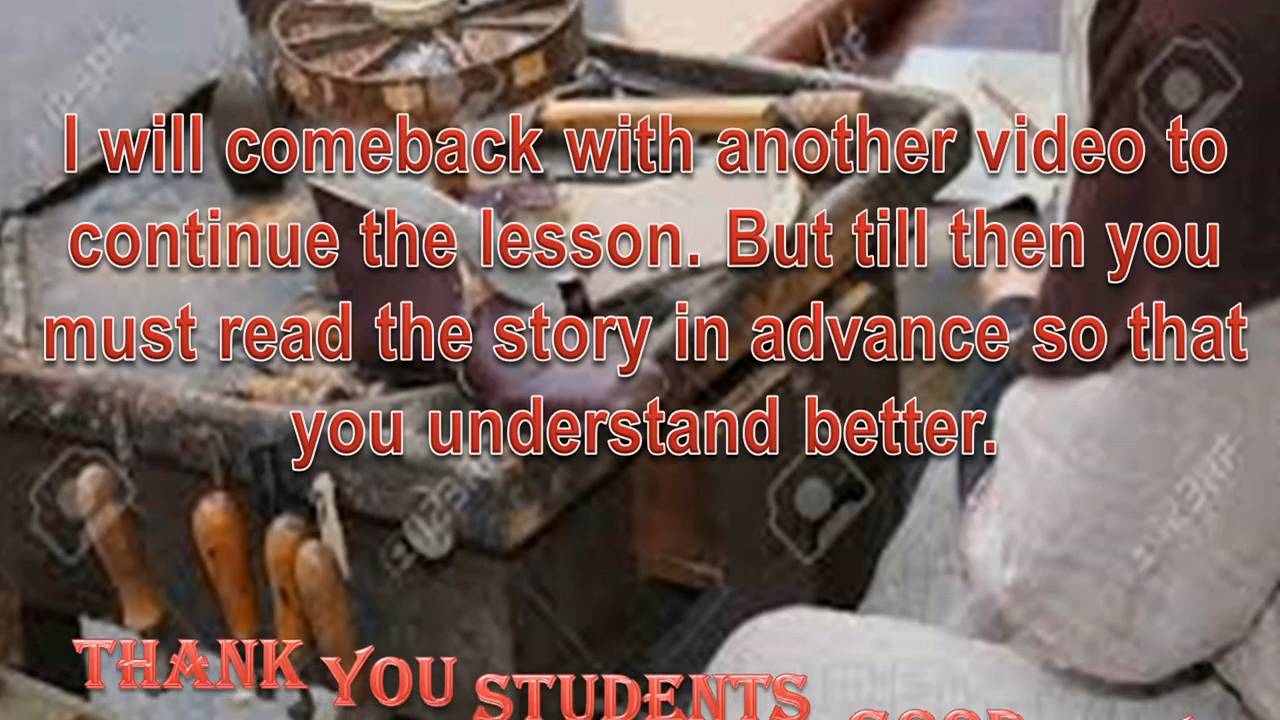 I will comeback with another video to
continue the lesson. But till then you
must read the story in advance so that
you understand better.
THANK YOU STUDENTS